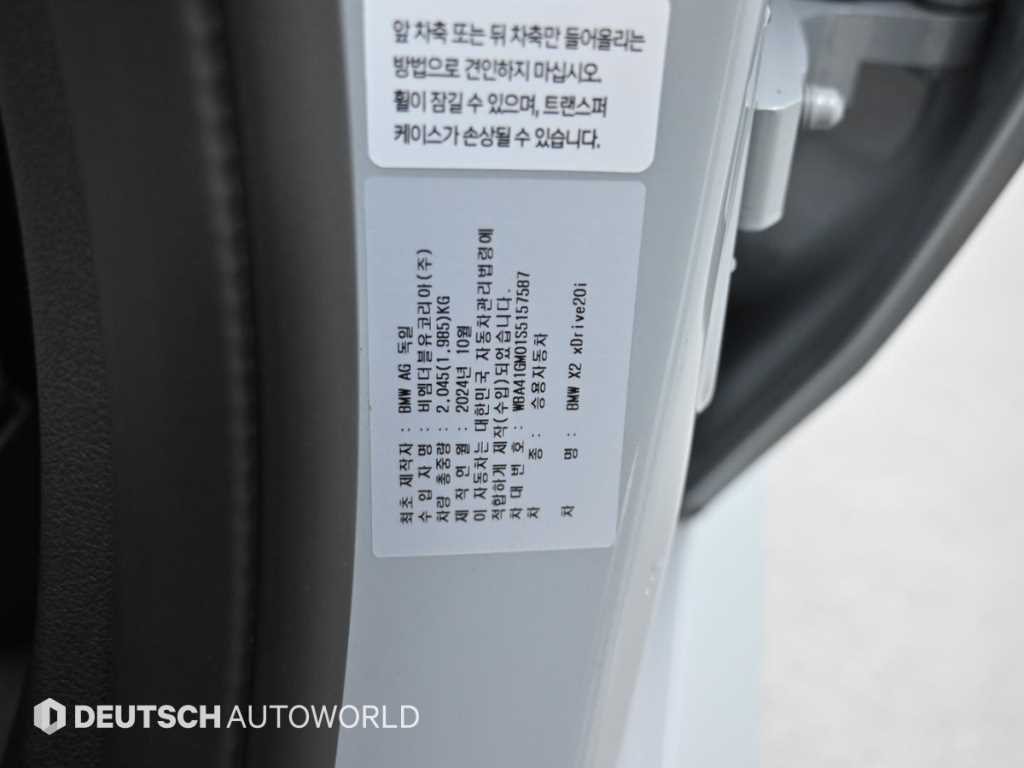 앞 차축 또는 뒤 차축만 들어올리는
방법으로 견인하지 마십시오.
휠이 잠길 수 있으며, 트랜스퍼
케이스가 손상될 수 있습니다.
최초 제작자 : BMW AG 독일
수 입 자 명 : 비엠더블유코리아(주)
차량 총중량 : 2,045(1,985)KG
제 작 연 월 : 2024년 10월
이 자동차는 대한민국 자동차관리법령에
적합하게 제작(수입)되었습니다.
차 대 번 호 : WBA41GM01S5157587
차 종 : 승용자동차
차 명 : BMW X2 xDrive20i
DEUTSCH AUTOWORLD